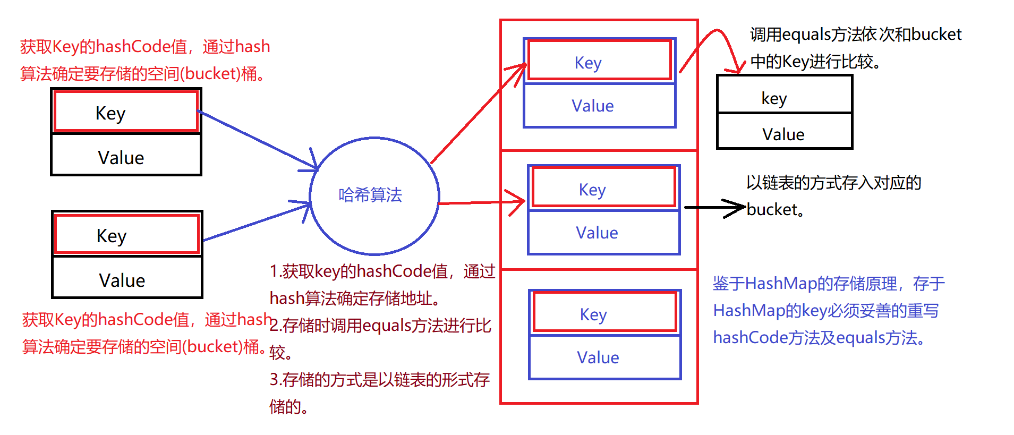 获取Key的hashCode值，通过hash
算法确定要存储的空间(bucket)桶。
Key
Value
Key
Value
获取Key的hashCode值，通过hash
算法确定要存储的空间(bucket)桶。
哈希算法
1.获取key的hashCode值，通过
hash算法确定存储地址。
2.存储时调用equals方法进行比
较。
3.存储的方式是以链表的形式存
储的。
Key
Value
Key
Value
Key
Value
调用equals方法依次和bucket
中的Key进行比较。
key
Value
以链表的方式存入对应的
bucket。
鉴于HashMap的存储原理，存于
HashMap的key必须妥善的重写
hashCode方法及equals方法。